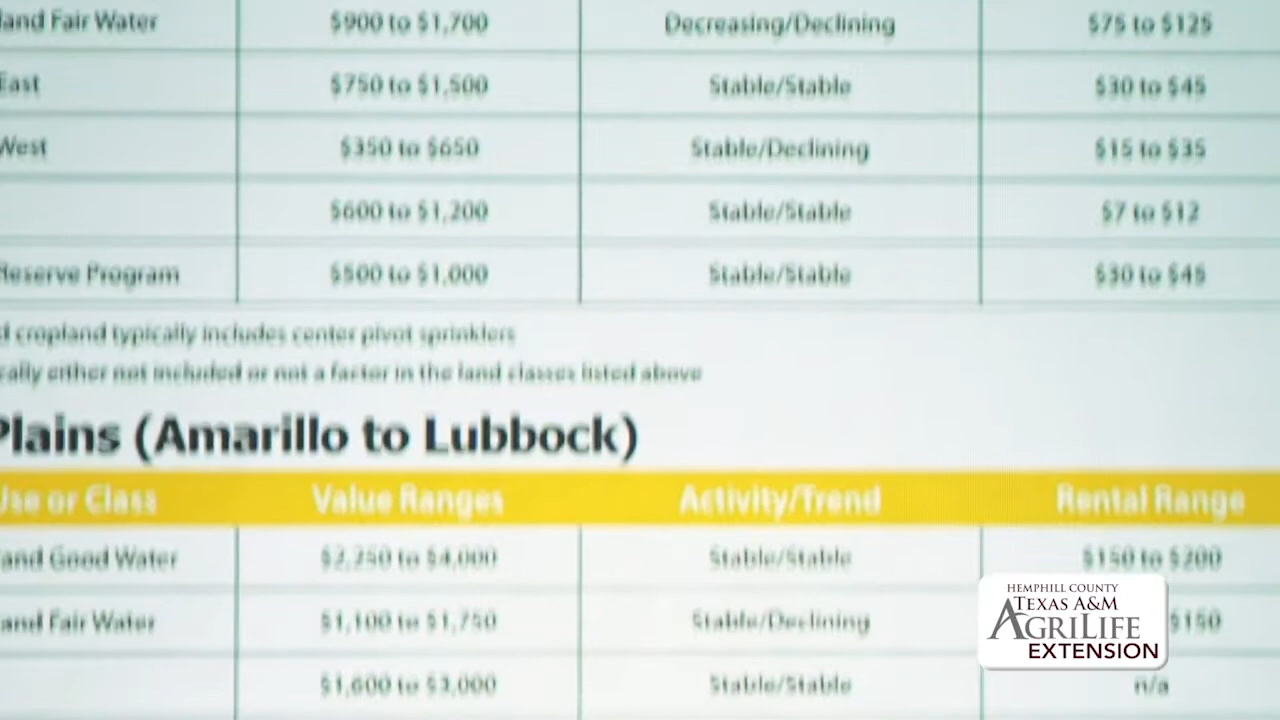 land Fair Water $900 to $1,700 Decreasing/Declining $75 to $125
East $750 to $1,500 Stable/Stable $30 to $45
West $350 to $650 Stable/Declining $15 to $35
$600 to $1,200 Stable/Stable $7 to $12
Reserve Program $500 to $1,000 Stable/Stable $30 to $45
d cropland typically includes center pivot sprinklers
cally either not included or not a factor in the land classes listed above
Plains (Amarillo to Lubbock)
Use or Class Value Ranges Activity/Trend Rental Range
and Good Water $2,250 to $4,000 Stable/Stable $150 to $200
and Fair Water $1,100 to $1,750 Stable/Declining $150
$1,600 to $3,000 Stable/Stable n/a
HEMPHILL COUNTY
TEXAS A&M
AGRILIFE
EXTENSION